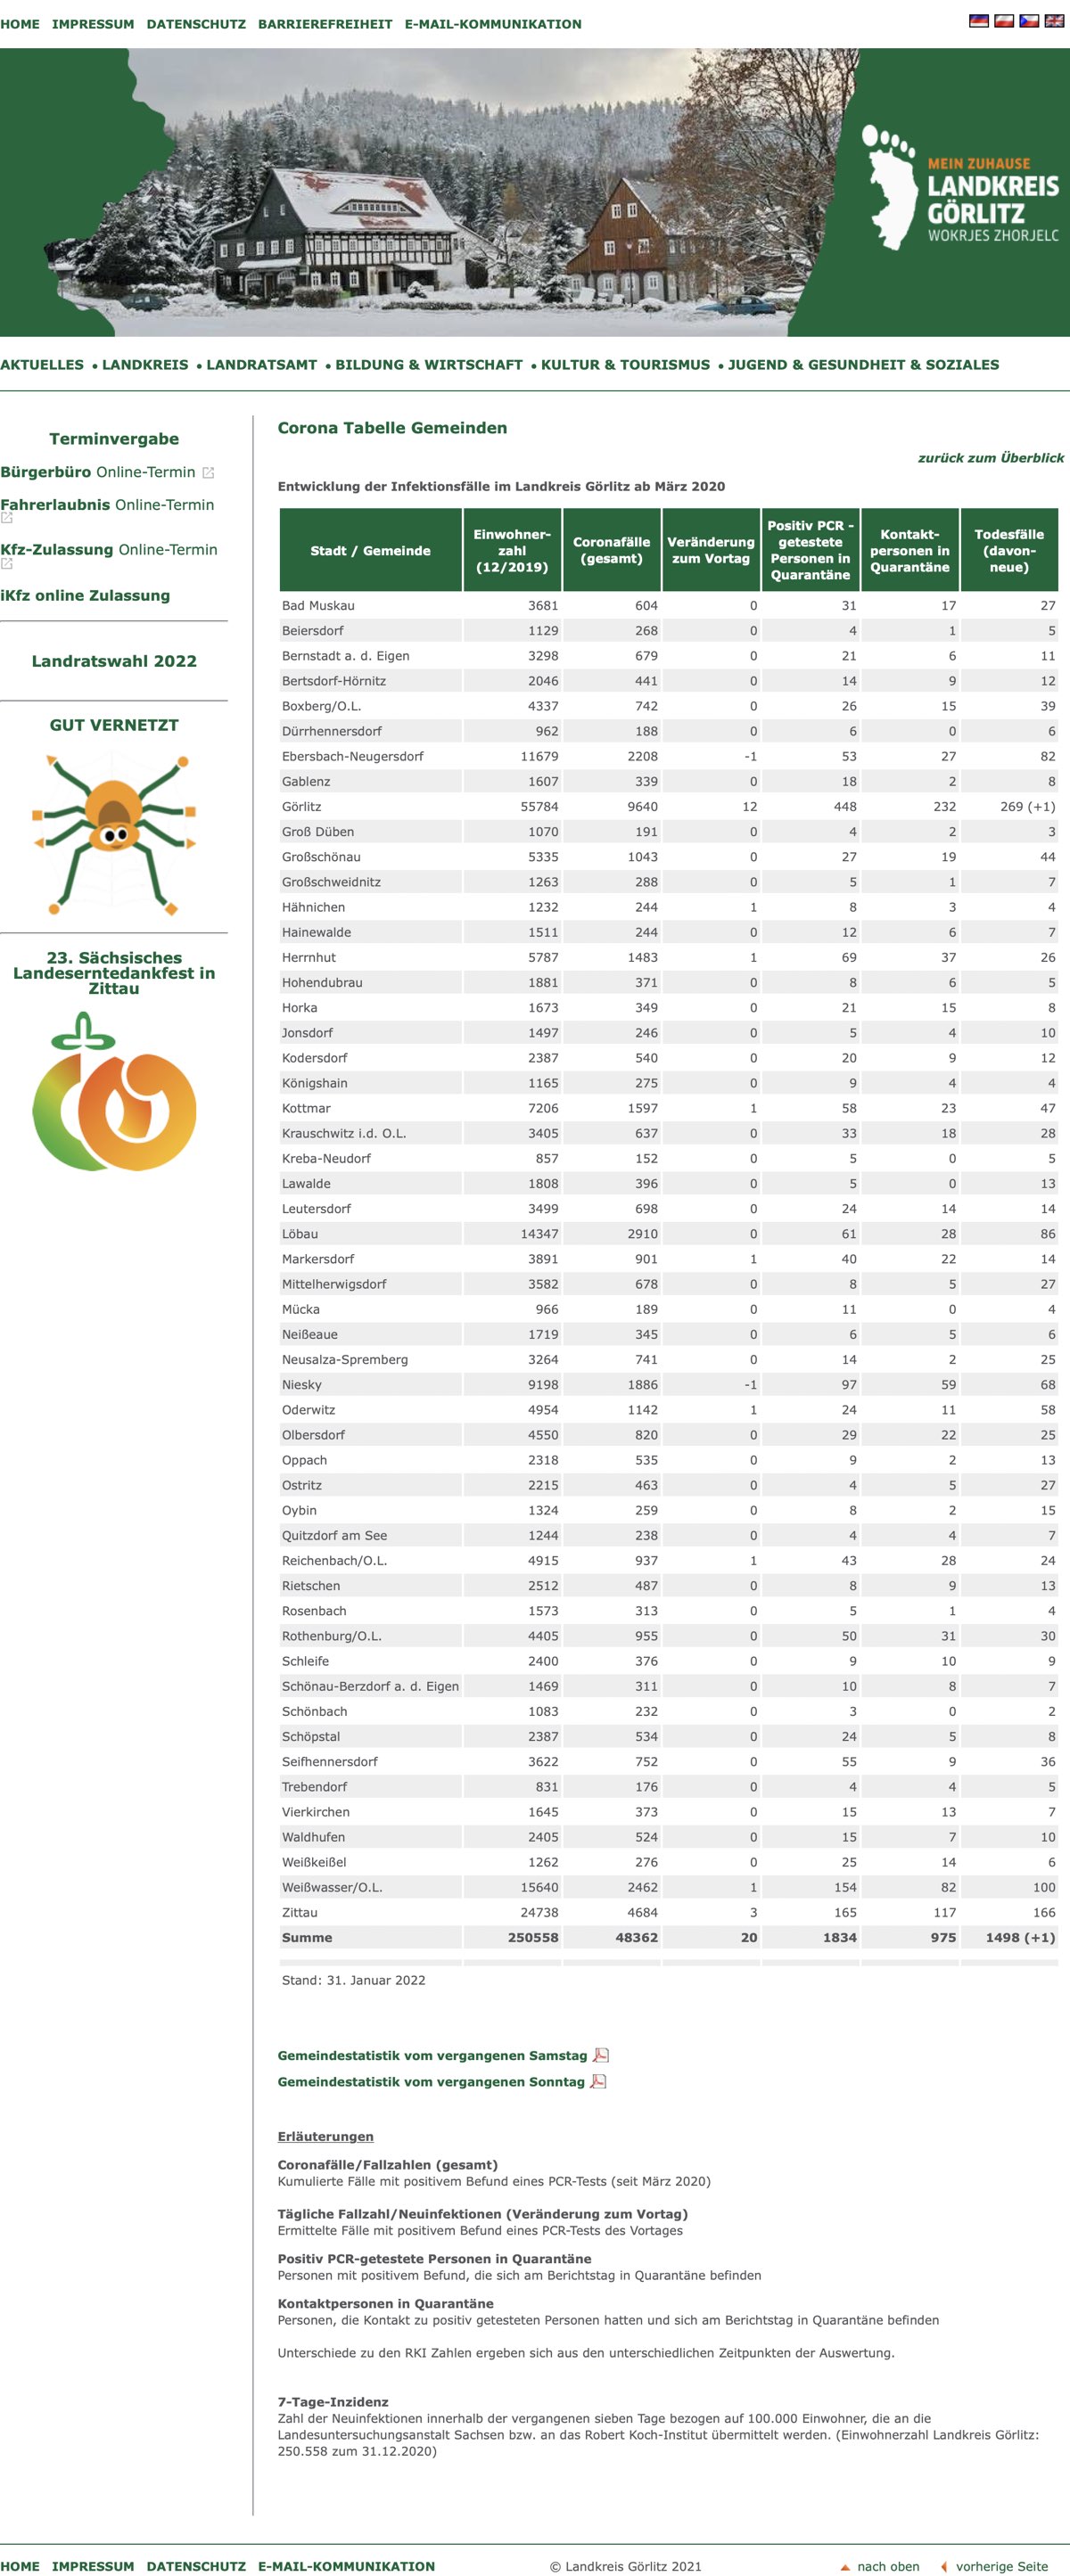 HOME IMPRESSUM DATENSCHUTZ BARRIEREFREIHEIT E-MAIL-KOMMUNIKATION
MEIN ZUHAUSE
LANDKREIS
GÖRLITZ
WOKRJES ZHORJELC
AKTUELLES • LANDKREIS • LANDRATSAMT • BILDUNG & WIRTSCHAFT • KULTUR & TOURISMUS • JUGEND & GESUNDHEIT & SOZIALES
Terminvergabe
Bürgerbüro Online-Termin
Fahrerlaubnis Online-Termin
Kfz-Zulassung Online-Termin
iKfz online Zulassung
Landratswahl 2022
GUT VERNETZT
23. Sächsisches
Landeserntedankfest in
Zittau
Corona Tabelle Gemeinden
zurück zum Überblick
Entwicklung der Infektionsfälle im Landkreis Görlitz ab März 2020
Stadt / Gemeinde Einwohner-zahl (12/2019) Coronafälle (gesamt) Veränderung zum Vortag Positiv PCR - getestete Personen in Quarantäne Kontakt-personen in Quarantäne Todesfälle (davon-neue)
Bad Muskau 3681 604 0 31 17 27
Beiersdorf 1129 268 0 4 1 5
Bernstadt a. d. Eigen 3298 679 0 21 6 11
Bertsdorf-Hörnitz 2046 441 0 14 9 12
Boxberg/O.L. 4337 742 0 26 15 39
Dürrhennersdorf 962 188 0 6 0 6
Ebersbach-Neugersdorf 11679 2208 -1 53 27 82
Gablenz 1607 339 0 18 2 8
Görlitz 55784 9640 12 448 232 269 (+1)
Groß Düben 1070 191 0 4 2 3
Großschönau 5335 1043 0 27 19 44
Großschweidnitz 1263 288 0 5 1 7
Hähnichen 1232 244 1 8 3 4
Hainewalde 1511 244 0 12 6 7
Herrnhut 5787 1483 1 69 37 26
Hohendubrau 1881 371 0 8 6 5
Horka 1673 349 0 21 15 8
Jonsdorf 1497 246 0 5 4 10
Kodersdorf 2387 540 0 20 9 12
Königshain 1165 275 0 9 4 4
Kottmar 7206 1597 1 58 23 47
Krauschwitz i.d. O.L. 3405 637 0 33 18 28
Kreba-Neudorf 857 152 0 5 0 5
Lawalde 1808 396 0 5 0 13
Leutersdorf 3499 698 0 24 14 14
Löbau 14347 2910 0 61 28 86
Markersdorf 3891 901 1 40 22 14
Mittelherwigsdorf 3582 678 0 8 5 27
Mücka 966 189 0 11 0 4
Neißeaue 1719 345 0 6 5 6
Neusalza-Spremberg 3264 741 0 14 2 25
Niesky 9198 1886 -1 97 59 68
Oderwitz 4954 1142 1 24 11 58
Olbersdorf 4550 820 0 29 22 25
Oppach 2318 535 0 9 2 13
Ostritz 2215 463 0 4 5 27
Oybin 1324 259 0 8 2 15
Quitzdorf am See 1244 238 0 4 4 7
Reichenbach/O.L. 4915 937 1 43 28 24
Rietschen 2512 487 0 8 9 13
Rosenbach 1573 313 0 5 1 4
Rothenburg/O.L. 4405 955 0 50 31 30
Schleife 2400 376 0 9 10 9
Schönau-Berzdorf a. d. Eigen 1469 311 0 10 8 7
Schönbach 1083 232 0 3 0 2
Schöpstal 2387 534 0 24 5 8
Seifhennersdorf 3622 752 0 55 9 36
Trebendorf 831 176 0 4 4 5
Vierkirchen 1645 373 0 15 13 7
Waldhufen 2405 524 0 15 7 10
Weißkeißel 1262 276 0 25 14 6
Weißwasser/O.L. 15640 2462 1 154 82 100
Zittau 24738 4684 3 165 117 166
Summe 250558 48362 20 1834 975 1498 (+1)
Stand: 31. Januar 2022
Gemeindestatistik vom vergangenen Samstag
Gemeindestatistik vom vergangenen Sonntag
Erläuterungen
Coronafälle/Fallzahlen (gesamt)
Kumulierte Fälle mit positivem Befund eines PCR-Tests (seit März 2020)
Tägliche Fallzahl/Neuinfektionen (Veränderung zum Vortag)
Ermittelte Fälle mit positivem Befund eines PCR-Tests des Vortages
Positiv PCR-getestete Personen in Quarantäne
Personen mit positivem Befund, die sich am Berichtstag in Quarantäne befinden
Kontaktpersonen in Quarantäne
Personen, die Kontakt zu positiv getesteten Personen hatten und sich am Berichtstag in Quarantäne befinden
Unterschiede zu den RKI Zahlen ergeben sich aus den unterschiedlichen Zeitpunkten der Auswertung.
7-Tage-Inzidenz
Zahl der Neuinfektionen innerhalb der vergangenen sieben Tage bezogen auf 100.000 Einwohner, die an die
Landesuntersuchungsanstalt Sachsen bzw. an das Robert Koch-Institut übermittelt werden. (Einwohnerzahl Landkreis Görlitz:
250.558 zum 31.12.2020)
HOME IMPRESSUM DATENSCHUTZ E-MAIL-KOMMUNIKATION © Landkreis Görlitz 2021 nach oben vorherige Seite